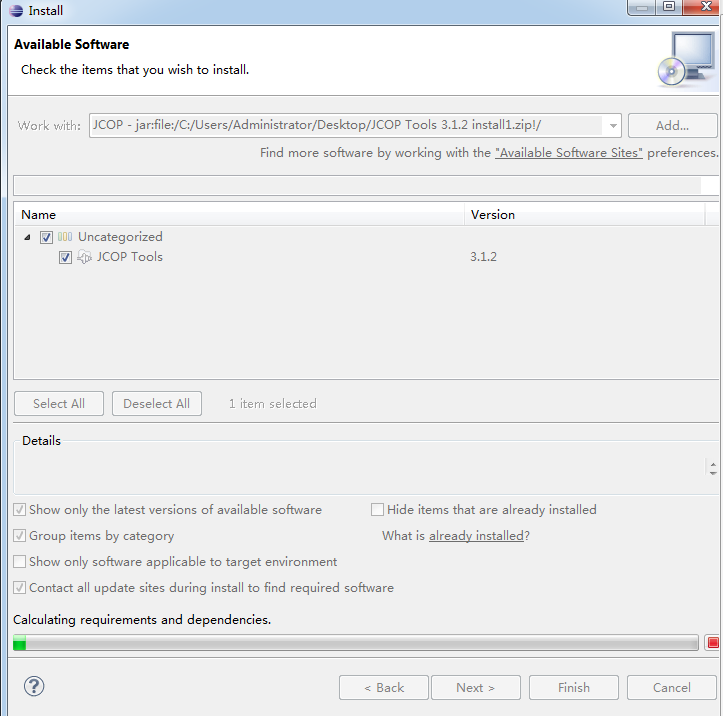 Install
Available Software
Check the items that you wish to install.
Work with: JCOP - jar:file:/C:/Users/Administrator/Desktop/JCOP Tools 3.1.2 install1.zip!/ Add...
Find more software by working with the "Available Software Sites" preferences.
Name Version
Uncategorized
JCOP Tools 3.1.2
Select All Deselect All 1 item selected
Details
Show only the latest versions of available software Hide items that are already installed
Group items by category What is already installed?
Show only software applicable to target environment
Contact all update sites during install to find required software
Calculating requirements and dependencies.
? < Back Next > Finish Cancel